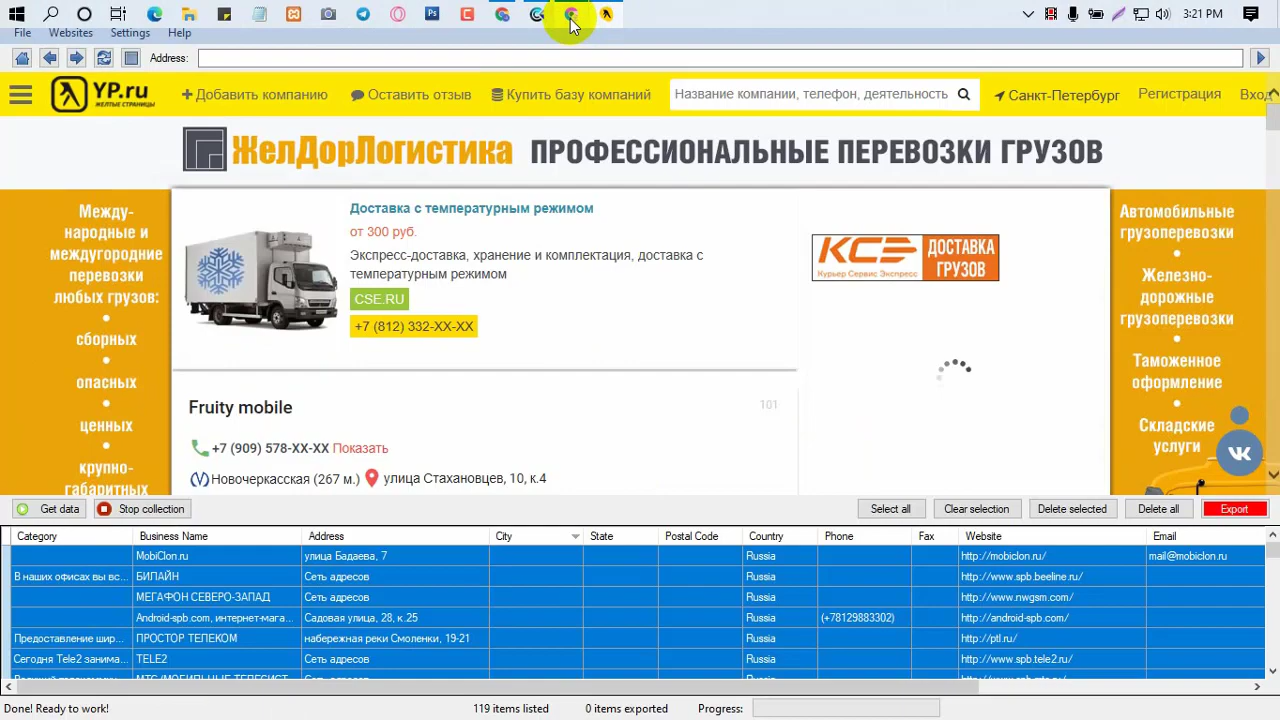 3:21 PM
File Websites Settings Help
Address:
YP.ru
ЖЕЛТЫЕ СТРАНИЦЫ
+ Добавить компанию
Оставить отзыв
Купить базу компаний
Название компании, телефон, деятельность
Санкт-Петербург
Регистрация
Вход
ЖелДорЛогистика ПРОФЕССИОНАЛЬНЫЕ ПЕРЕВОЗКИ ГРУЗОВ
Между-
народные и
междугородние
перевозки
любых грузов:
•
сборных
•
опасных
•
ценных
•
крупно-
габаритных
Доставка с температурным режимом
от 300 руб.
Экспресс-доставка, хранение и комплектация, доставка с
температурным режимом
CSE.RU
+7 (812) 332-XX-XX
КСЭ
Курьер Сервис Экспресс
ДОСТАВКА
ГРУЗОВ
Fruity mobile
101
+7 (909) 578-XX-XX Показать
Новочеркасская (267 м.) улица Стахановцев, 10, к.4
Автомобильные
грузоперевозки
•
Железно-
дорожные
грузоперевозки
•
Таможенное
оформление
•
Складские
услуги
Get data Stop collection Select all Clear selection Delete selected Delete all Export
Category Business Name Address City State Postal Code Country Phone Fax Website Email
MobiClon.ru улица Бадаева, 7 Russia http://mobiclon.ru/ mail@mobiclon.ru
В наших офисах вы вс... БИЛАЙН Сеть адресов Russia http://www.spb.beeline.ru/
МЕГАФОН СЕВЕРО-ЗАПАД Сеть адресов Russia http://www.nwgsm.com/
Android-spb.com, интернет-мага... Садовая улица, 28, к.25 Russia (+78129883302) http://android-spb.com/
Предоставление шир... ПРОСТОР ТЕЛЕКОМ набережная реки Смоленки, 19-21 Russia http://ptl.ru/
Сегодня Tele2 занима... TELE2 Сеть адресов Russia http://www.spb.tele2.ru/
Done! Ready to work! 119 items listed 0 items exported Progress: